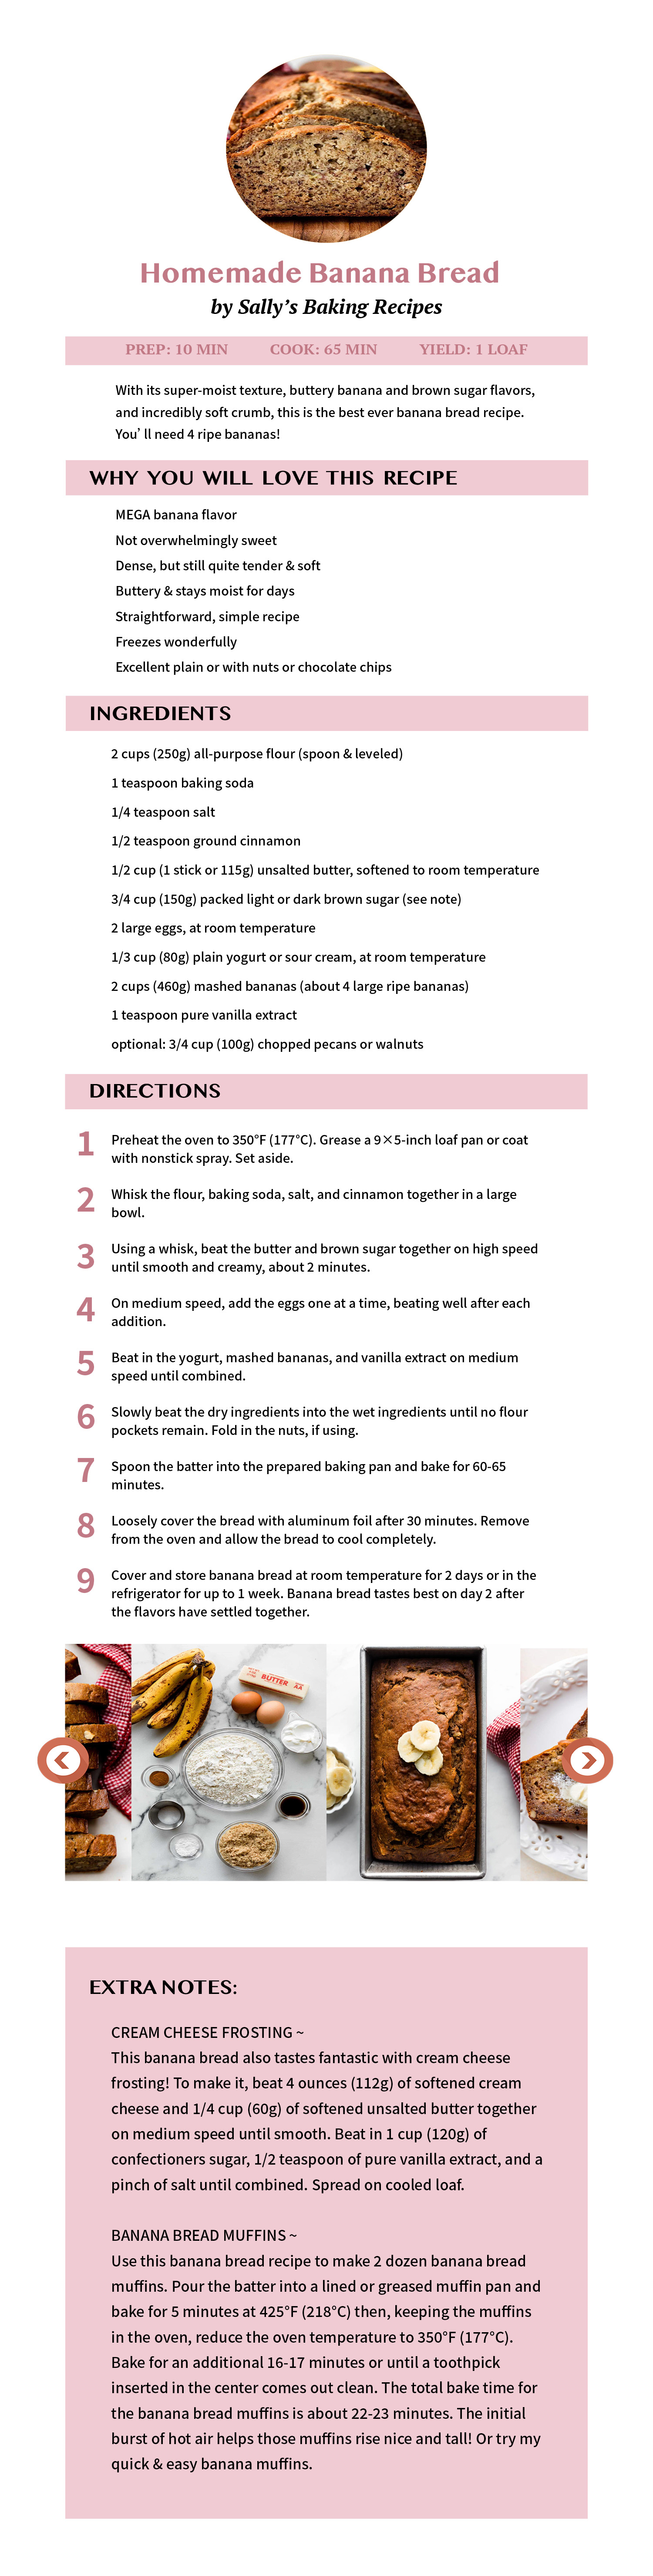 Homemade Banana Bread
by Sally's Baking Recipes
PREP: 10 MIN COOK: 65 MIN YIELD: 1 LOAF
With its super-moist texture, buttery banana and brown sugar flavors,
and incredibly soft crumb, this is the best ever banana bread recipe.
You'll need 4 ripe bananas!
WHY YOU WILL LOVE THIS RECIPE
MEGA banana flavor
Not overwhelmingly sweet
Dense, but still quite tender & soft
Buttery & stays moist for days
Straightforward, simple recipe
Freezes wonderfully
Excellent plain or with nuts or chocolate chips
INGREDIENTS
2 cups (250g) all-purpose flour (spoon & leveled)
1 teaspoon baking soda
1/4 teaspoon salt
1/2 teaspoon ground cinnamon
1/2 cup (1 stick or 115g) unsalted butter, softened to room temperature
3/4 cup (150g) packed light or dark brown sugar (see note)
2 large eggs, at room temperature
1/3 cup (80g) plain yogurt or sour cream, at room temperature
2 cups (460g) mashed bananas (about 4 large ripe bananas)
1 teaspoon pure vanilla extract
optional: 3/4 cup (100g) chopped pecans or walnuts
DIRECTIONS
1 Preheat the oven to 350°F (177°C). Grease a 9×5-inch loaf pan or coat
with nonstick spray. Set aside.
2 Whisk the flour, baking soda, salt, and cinnamon together in a large
bowl.
3 Using a whisk, beat the butter and brown sugar together on high speed
until smooth and creamy, about 2 minutes.
4 On medium speed, add the eggs one at a time, beating well after each
addition.
5 Beat in the yogurt, mashed bananas, and vanilla extract on medium
speed until combined.
6 Slowly beat the dry ingredients into the wet ingredients until no flour
pockets remain. Fold in the nuts, if using.
7 Spoon the batter into the prepared baking pan and bake for 60-65
minutes.
8 Loosely cover the bread with aluminum foil after 30 minutes. Remove
from the oven and allow the bread to cool completely.
9 Cover and store banana bread at room temperature for 2 days or in the
refrigerator for up to 1 week. Banana bread tastes best on day 2 after
the flavors have settled together.
BUTTER
EXTRA NOTES:
CREAM CHEESE FROSTING ~
This banana bread also tastes fantastic with cream cheese
frosting! To make it, beat 4 ounces (112g) of softened cream
cheese and 1/4 cup (60g) of softened unsalted butter together
on medium speed until smooth. Beat in 1 cup (120g) of
confectioners sugar, 1/2 teaspoon of pure vanilla extract, and a
pinch of salt until combined. Spread on cooled loaf.
BANANA BREAD MUFFINS ~
Use this banana bread recipe to make 2 dozen banana bread
muffins. Pour the batter into a lined or greased muffin pan and
bake for 5 minutes at 425°F (218°C) then, keeping the muffins
in the oven, reduce the oven temperature to 350°F (177°C).
Bake for an additional 16-17 minutes or until a toothpick
inserted in the center comes out clean. The total bake time for
the banana bread muffins is about 22-23 minutes. The initial
burst of hot air helps those muffins rise nice and tall! Or try my
quick & easy banana muffins.